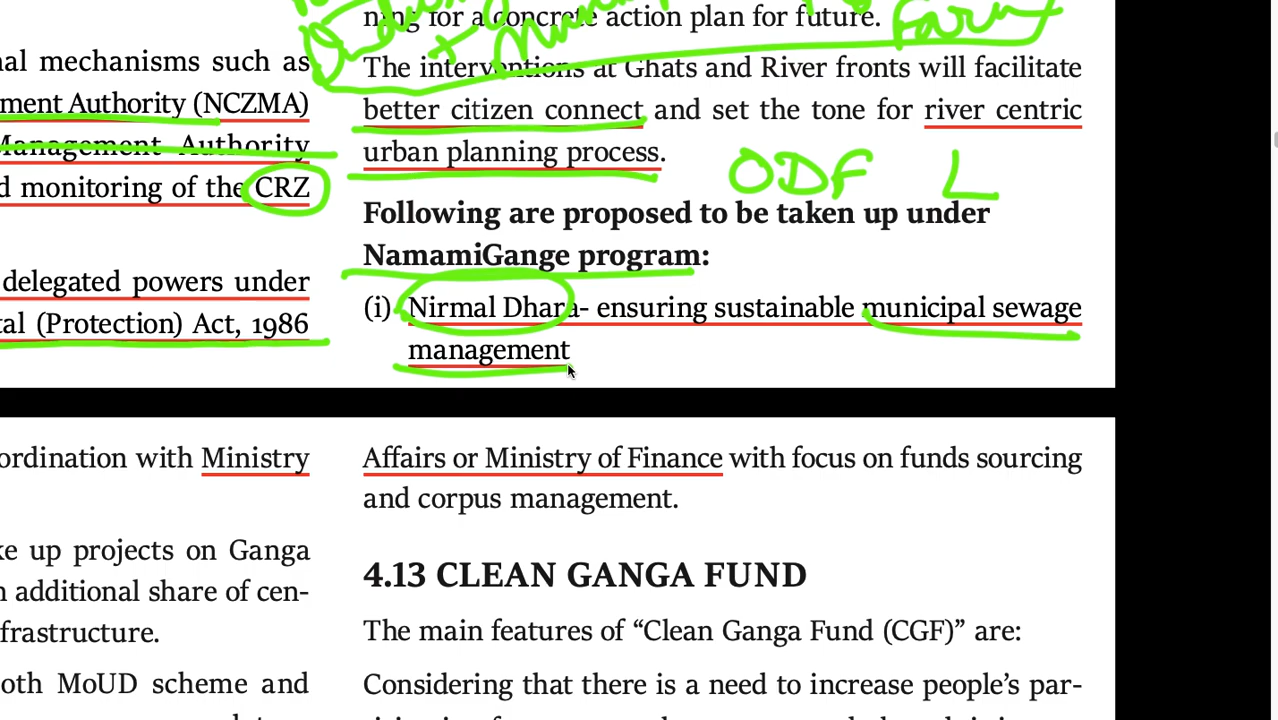 nal mechanisms such as
ment Authority (NCZMA)
Management Authority
d monitoring of the CRZ
delegated powers under
tal (Protection) Act, 1986
ning for a concrete action plan for future.
Farm
The interventions at Ghats and River fronts will facilitate
better citizen connect and set the tone for river centric
urban planning process.
ODF L
Following are proposed to be taken up under
NamamiGange program:
(i) Nirmal Dhara- ensuring sustainable municipal sewage
management
ordination with Ministry
ke up projects on Ganga
n additional share of cen-
frastructure.
oth MoUD scheme and
Affairs or Ministry of Finance with focus on funds sourcing
and corpus management.
4.13 CLEAN GANGA FUND
The main features of “Clean Ganga Fund (CGF)” are:
Considering that there is a need to increase people’s par-